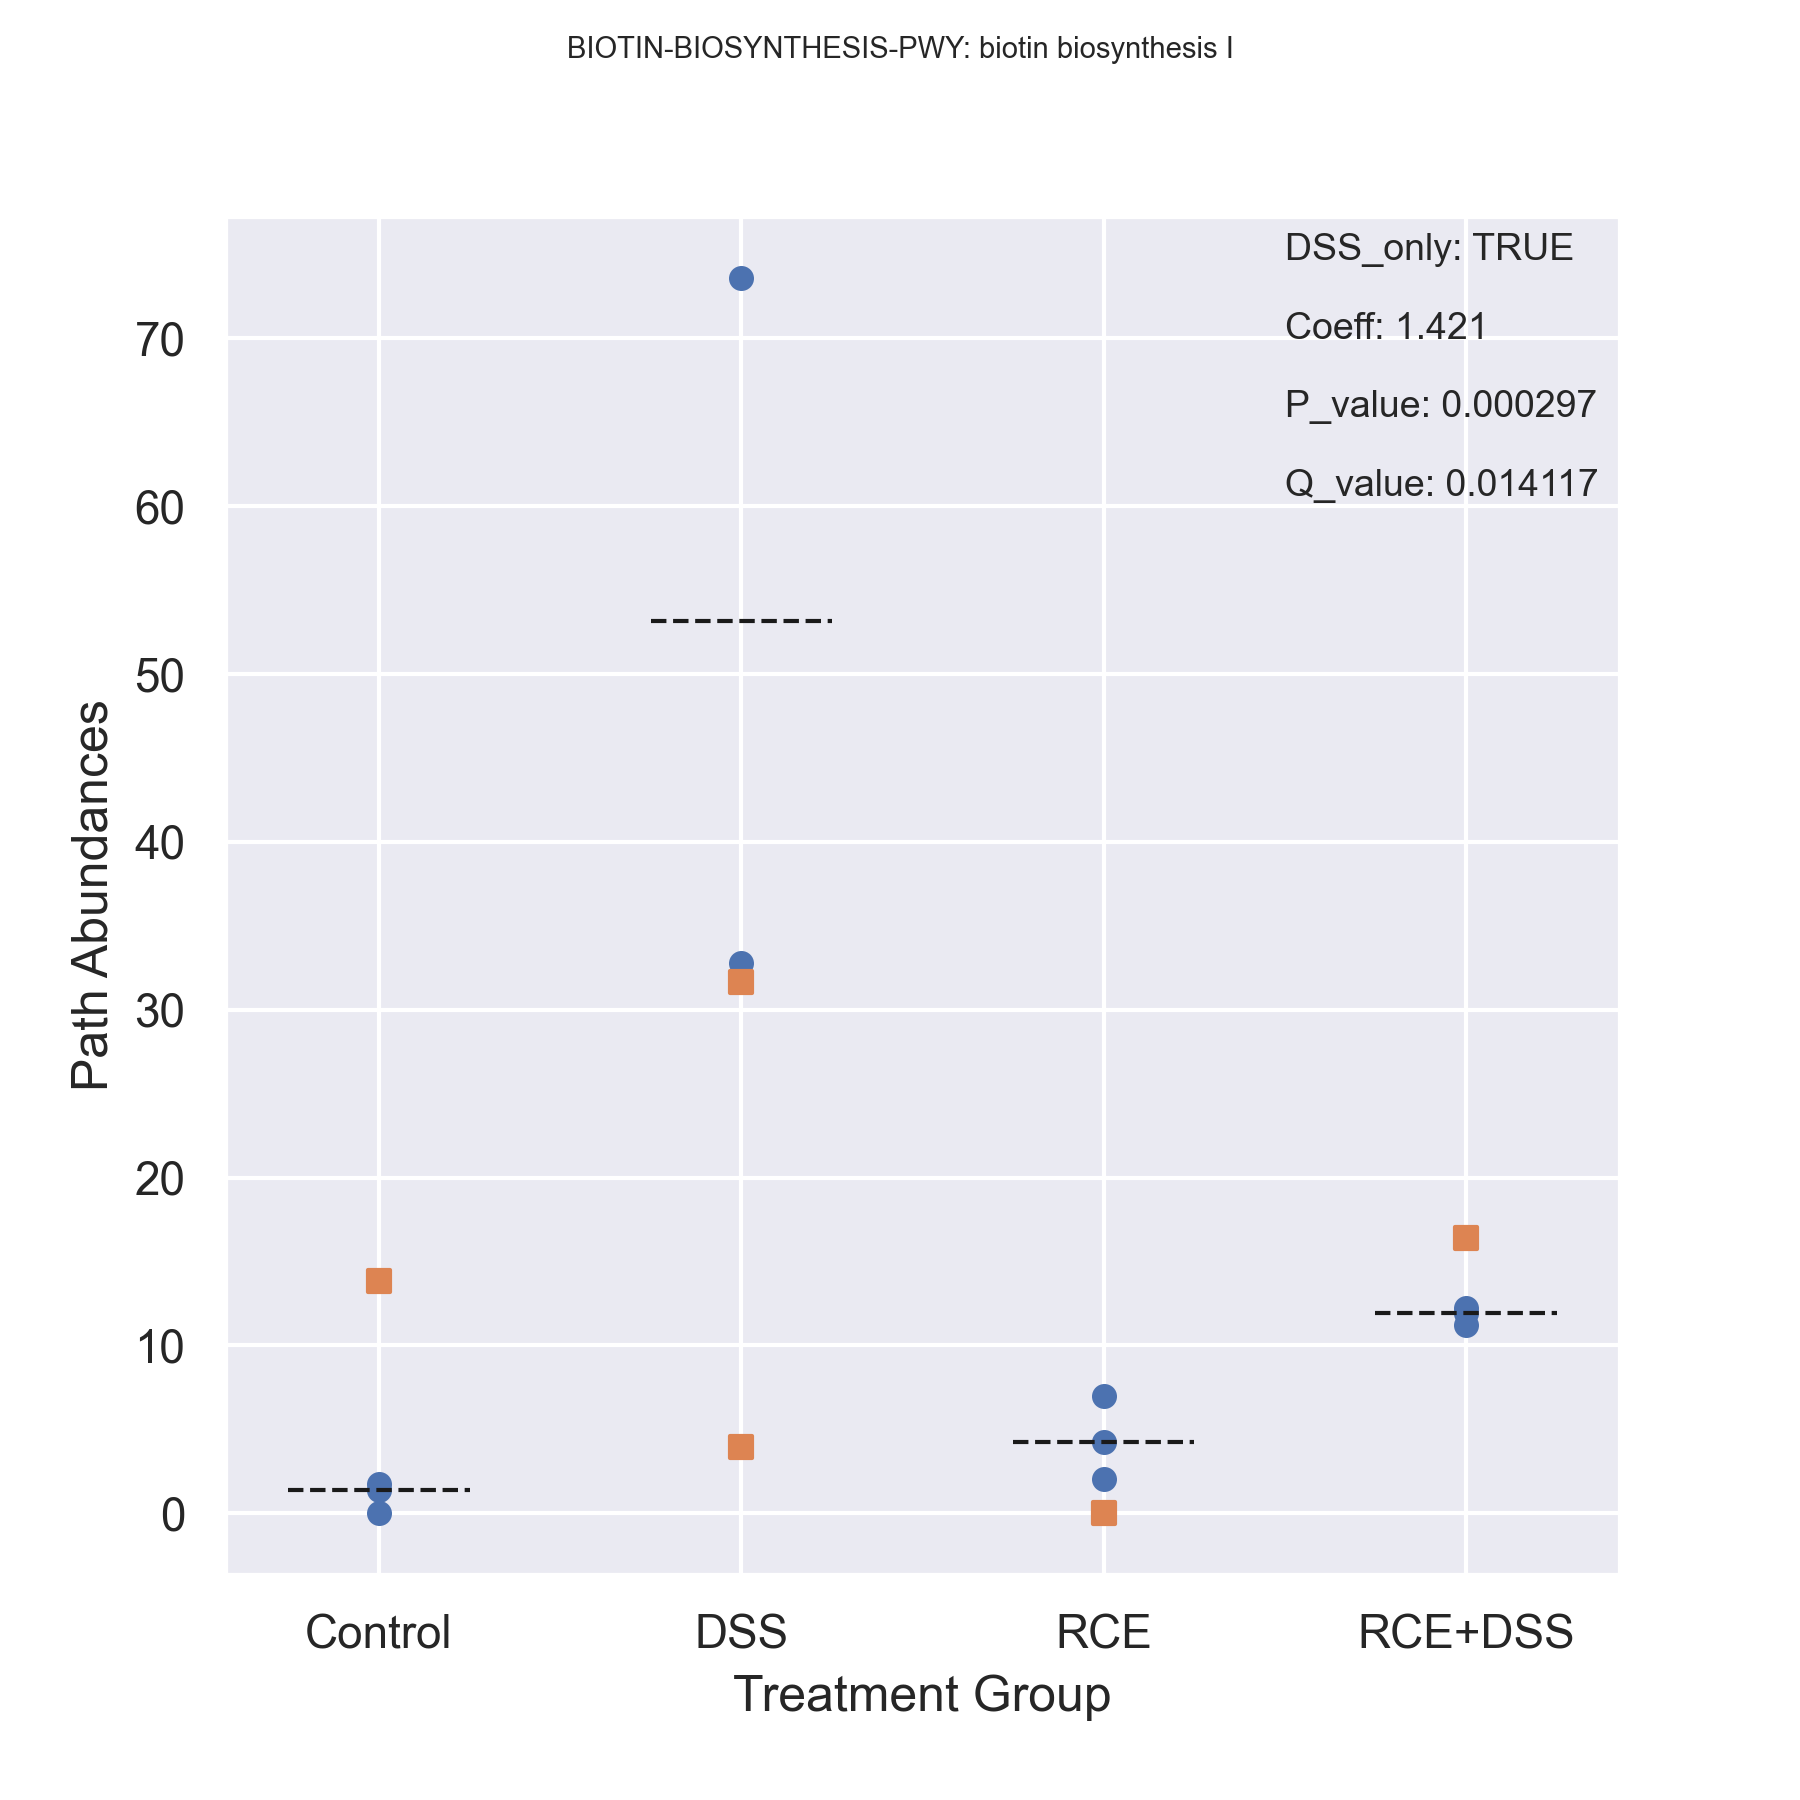 BIOTIN-BIOSYNTHESIS-PWY: biotin biosynthesis I
DSS_only: TRUE
Coeff: 1.421
P_value: 0.000297
Q_value: 0.014117
Path Abundances
70
60
50
40
30
20
10
0
Control DSS RCE RCE+DSS
Treatment Group